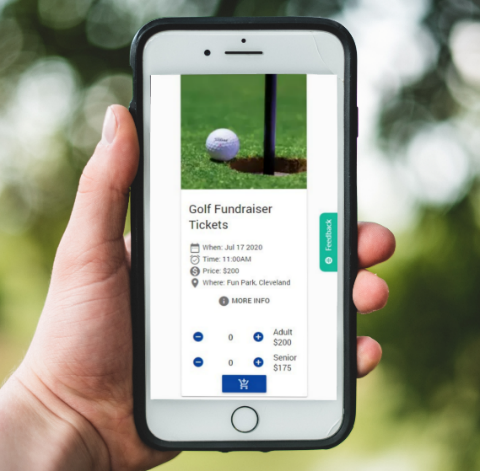 Golf Fundraiser
Tickets
When: Jul 17 2020
Time: 11:00AM
Price: $200
Where: Fun Park, Cleveland
MORE INFO
0
Adult
$200
0
Senior
$175
Feedback